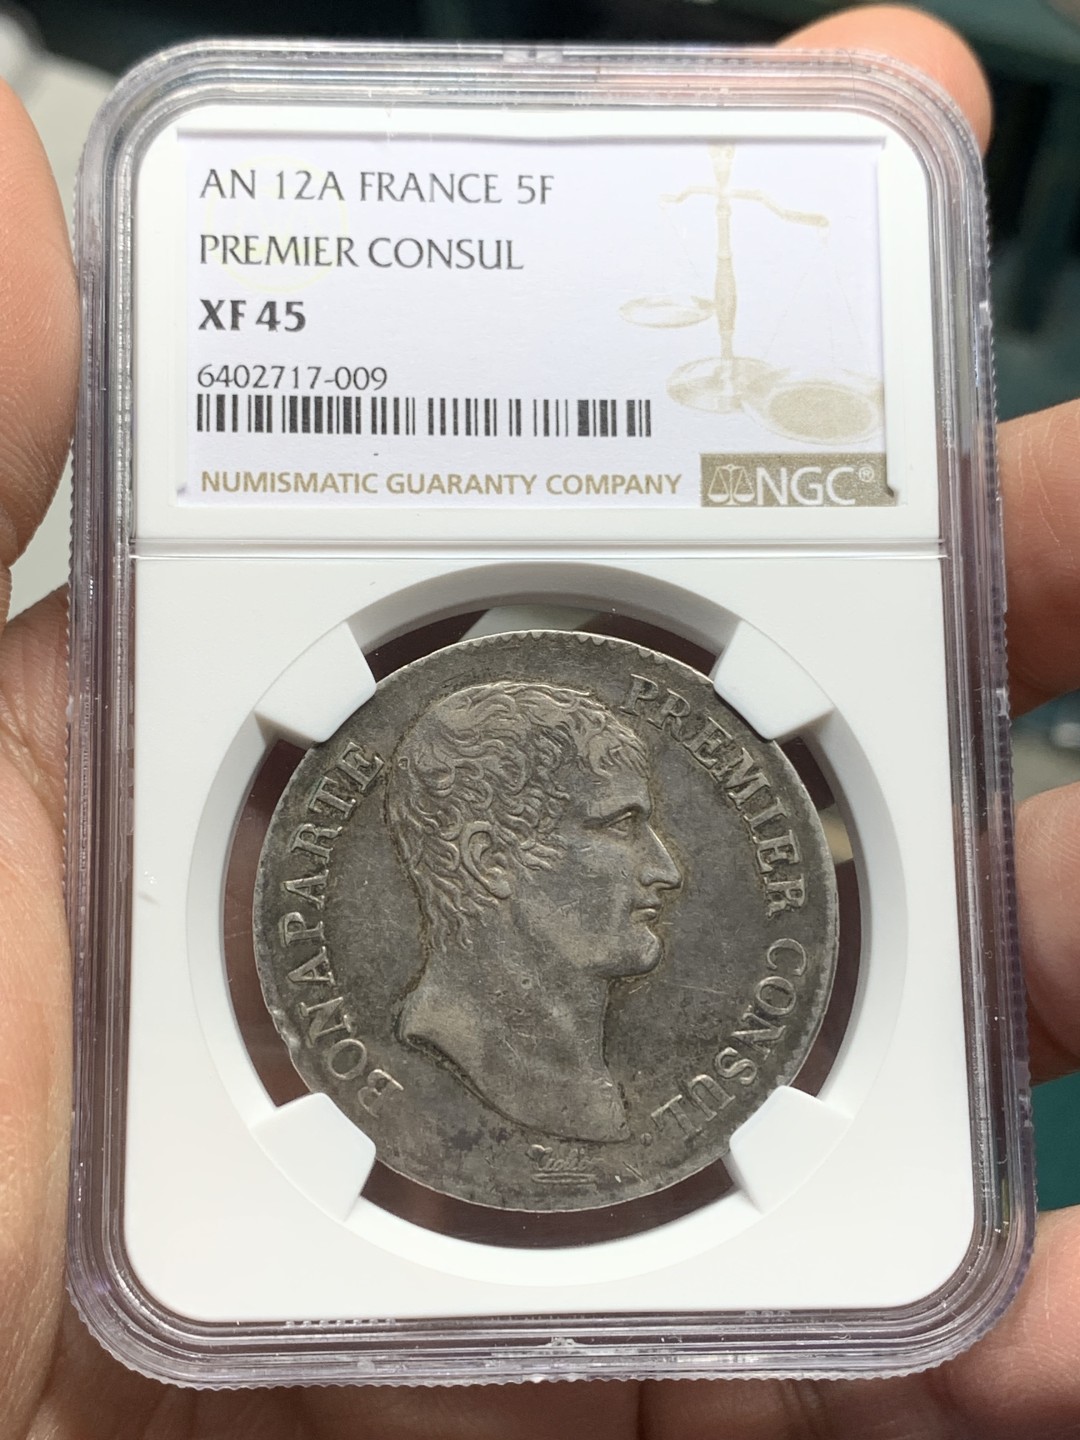 AN 12A FRANCE 5F
PREMIER CONSUL
XF 45
6402717-009
NUMISMATIC GUARANTY COMPANY
NGC®
BONAPARTE
PREMIER CONSUL.